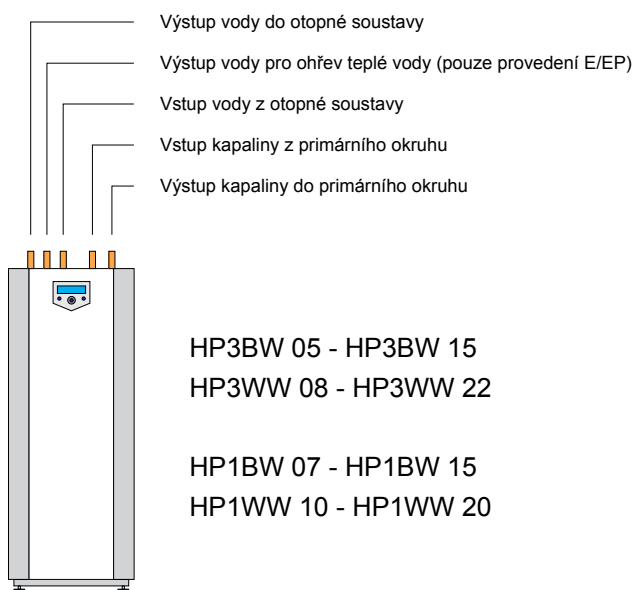 Výstup vody do otopné soustavy
Výstup vody pro ohřev teplé vody (pouze provedení E/EP)
Vstup vody z otopné soustavy
Vstup kapaliny z primárního okruhu
Výstup kapaliny do primárního okruhu
HP3BW 05 - HP3BW 15
HP3WW 08 - HP3WW 22
HP1BW 07 - HP1BW 15
HP1WW 10 - HP1WW 20